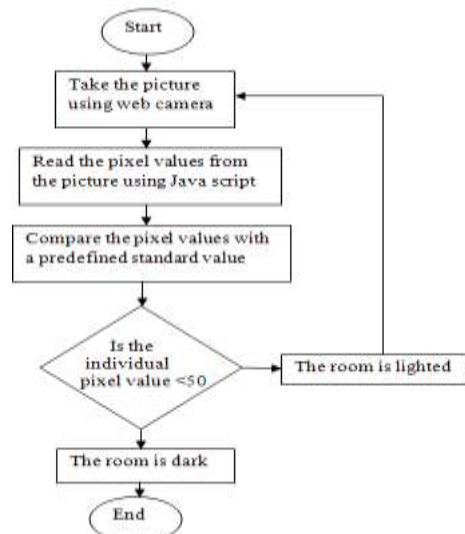 Start
Take the picture
using web camera
Read the pixel values from
the picture using Java script
Compare the pixel values with
a predefined standard value
Is the
individual
pixel value <50
The room is lighted
The room is dark
End